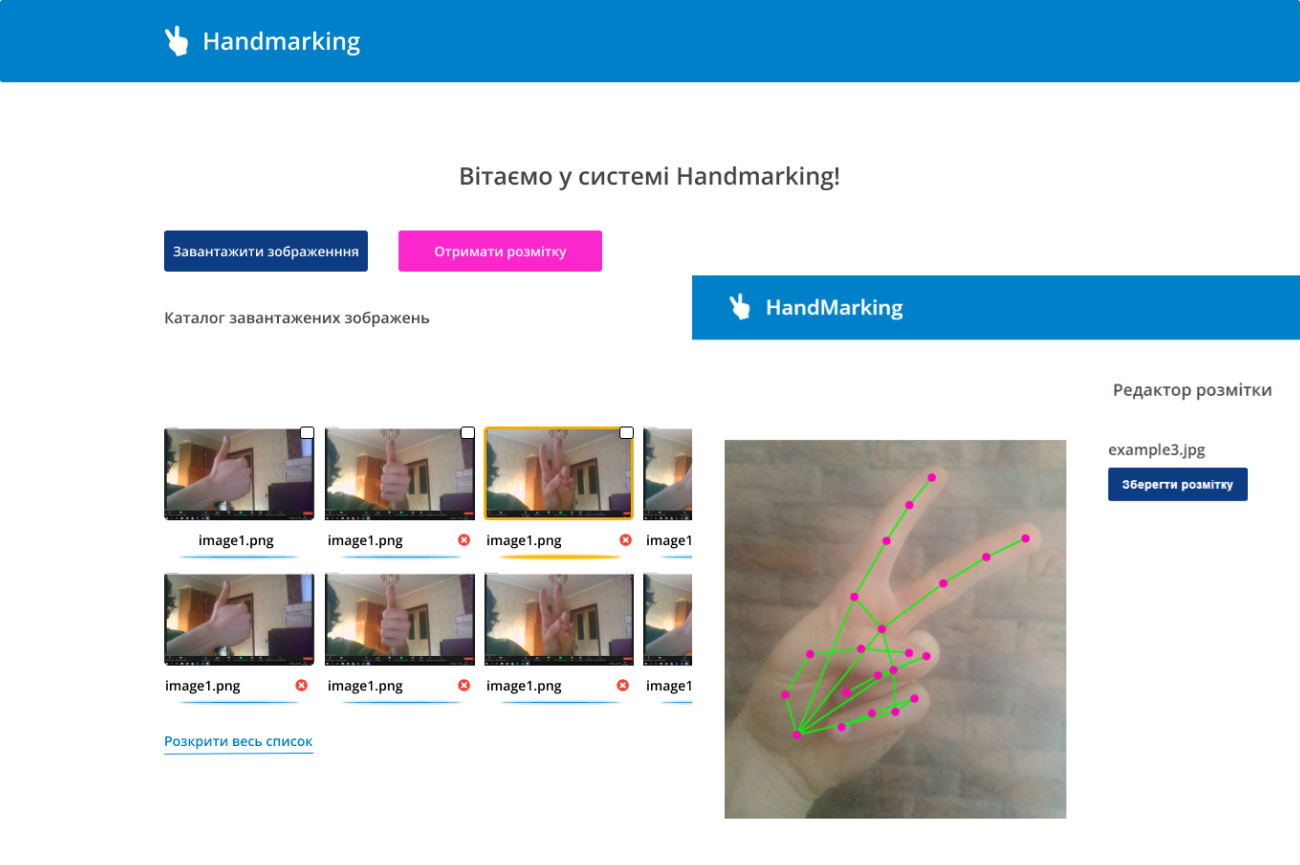 Handmarking
Вітаємо у системі Handmarking!
Завантажити зображенння
Отримати розмітку
Каталог завантажених зображень
image1.png
image1.png
image1.png
image1
image1.png
image1.png
image1.png
image1
Розкрити весь список
HandMarking
Редактор розмітки
example3.jpg
Зберегти розмітку